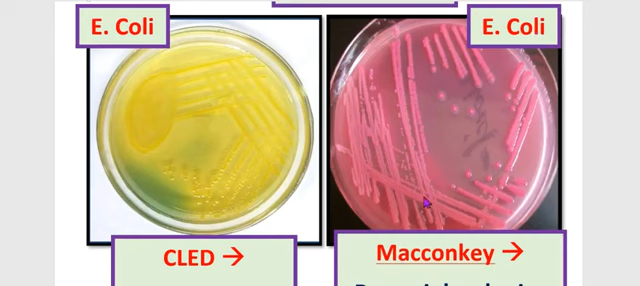 E. Coli
E. Coli
CLED →
Macconkey →